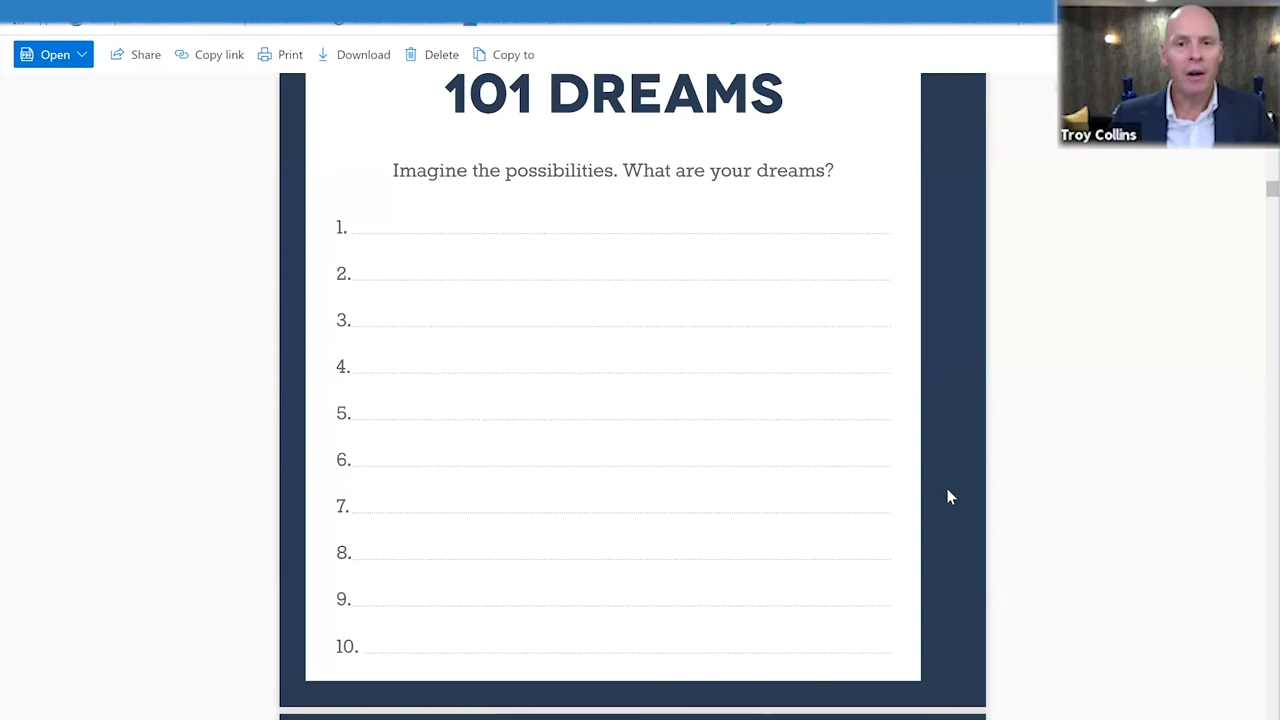 Open
Share
Copy link
Print
Download
Delete
Copy to
Troy Collins
101 DREAMS
Imagine the possibilities. What are your dreams?
1.
2.
3.
4.
5.
6.
7.
8.
9.
10.